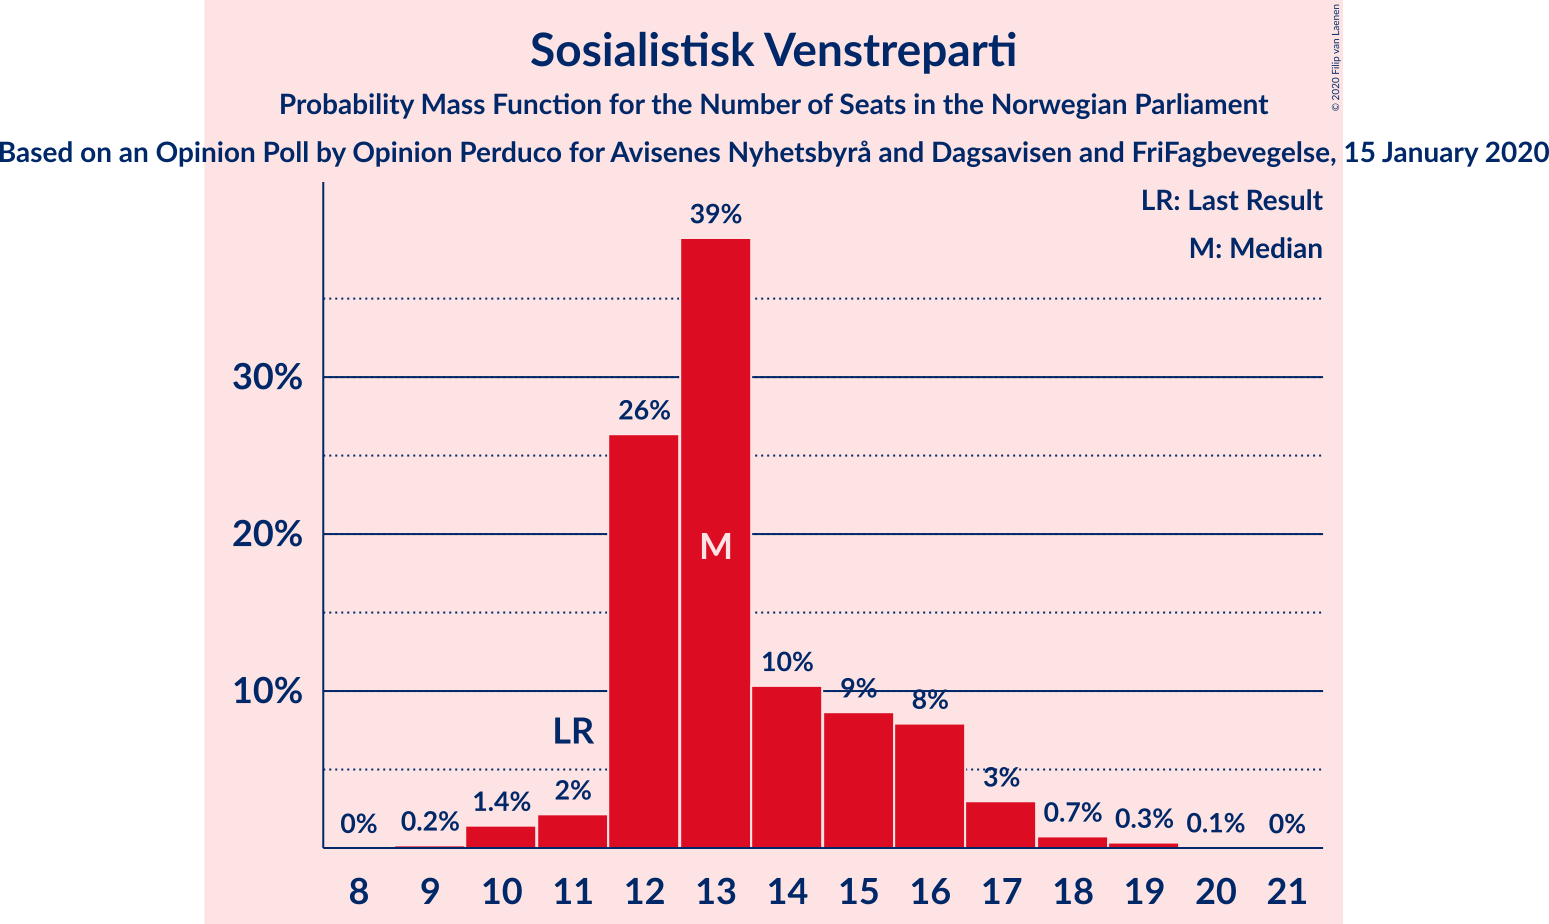 Sosialistisk Venstreparti
Probability Mass Function for the Number of Seats in the Norwegian Parliament
Based on an Opinion Poll by Opinion Perduco for Avisenes Nyhetsbyrå and Dagsavisen and FriFagbevegelse, 15 January 2020
© 2020 Filip van Laenen
LR: Last Result
M: Median
39%
30%
26%
20%
M
10%
10%
9%
8%
LR
3%
2%
1.4%
0.7%
0.3%
0%
0.2%
0.1%
0%
8 9 10 11 12 13 14 15 16 17 18 19 20 21